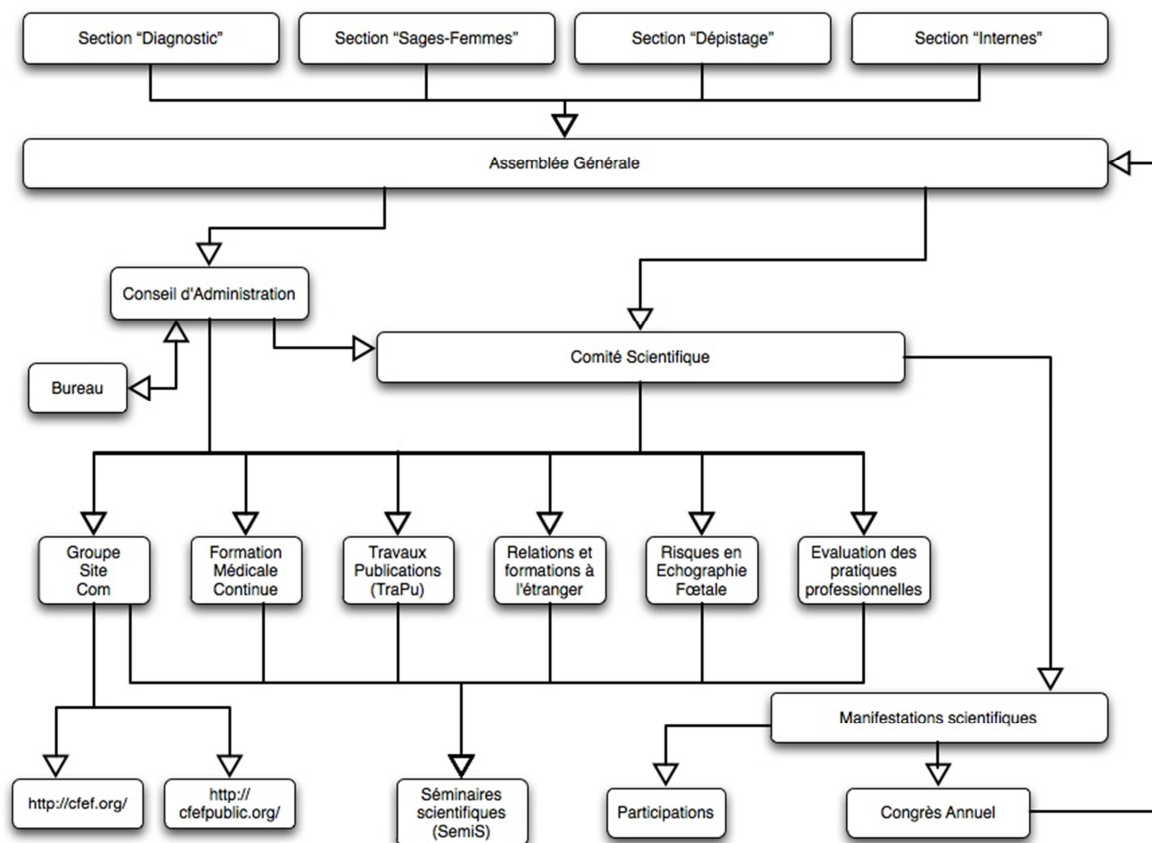 Section “Diagnostic”
Section “Sages-Femmes”
Section “Dépistage”
Section “Internes”
Assemblée Générale
Conseil d'Administration
Comité Scientifique
Bureau
Groupe
Site
Com
Formation
Médicale
Continue
Travaux
Publications
(TraPu)
Relations et
formations à
l'étranger
Risques en
Echographie
Fœtale
Evaluation des
pratiques
professionnelles
Manifestations scientifiques
http://cfef.org/
http://
cfefpublic.org/
Séminaires
scientifiques
(SemiS)
Participations
Congrès Annuel